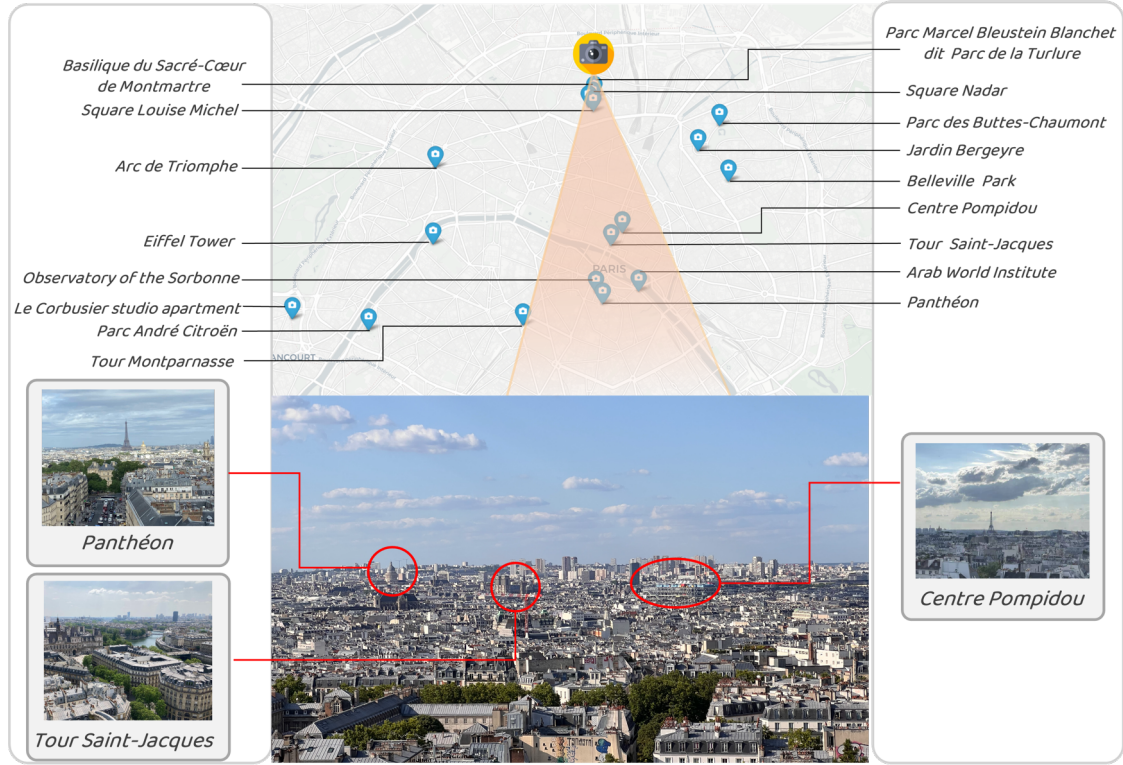 Basilique du Sacré-Cœur
de Montmartre
Square Louise Michel
Arc de Triomphe
Eiffel Tower
Observatory of the Sorbonne
Le Corbusier studio apartment
Parc André Citroën
Tour Montparnasse
Parc Marcel Bleustein Blanchet
dit Parc de la Turlure
Square Nadar
Parc des Buttes-Chaumont
Jardin Bergeyre
Belleville Park
Centre Pompidou
Tour Saint-Jacques
Arab World Institute
Panthéon
PARIS
ANCOURT
Panthéon
Tour Saint-Jacques
Centre Pompidou